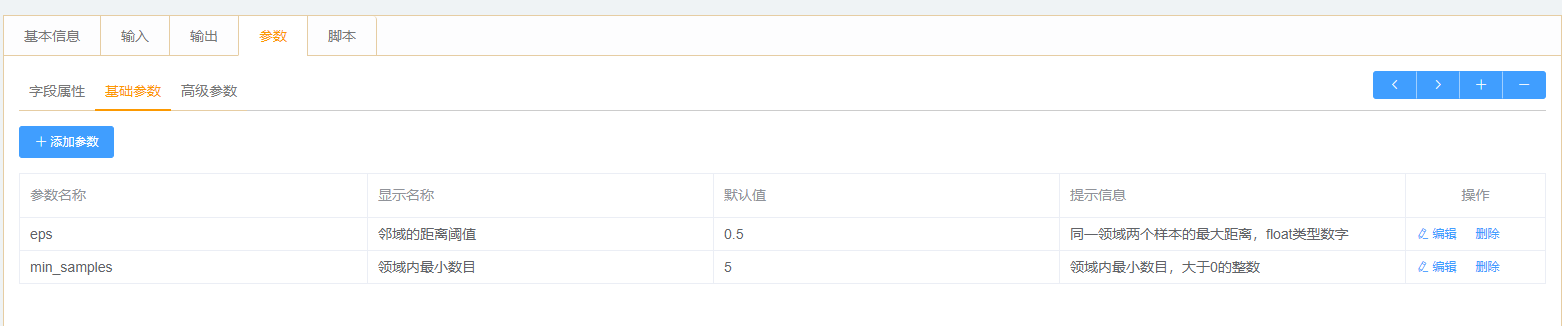 基本信息 输入 输出 参数 脚本
字段属性 基础参数 高级参数
添加参数
参数名称 显示名称 默认值 提示信息 操作
eps 邻域的距离阈值 0.5 同一领域两个样本的最大距离，float类型数字 编辑 删除
min_samples 领域内最小数目 5 领域内最小数目，大于0的整数 编辑 删除